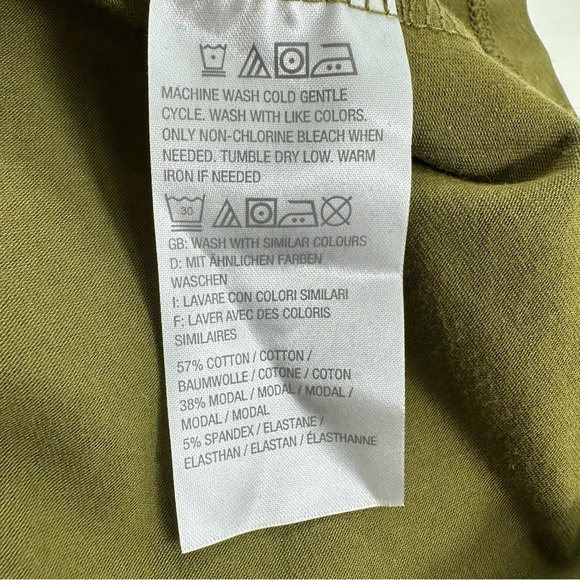 MACHINE WASH COLD GENTLE
CYCLE. WASH WITH LIKE COLORS.
ONLY NON-CHLORINE BLEACH WHEN
NEEDED. TUMBLE DRY LOW. WARM
IRON IF NEEDED
30
GB: WASH WITH SIMILAR COLOURS
D: MIT ÄHNLICHEN FARBEN
WASCHEN
I: LAVARE CON COLORI SIMILARI
F: LAVER AVEC DES COLORIS
SIMILAIRES
57% COTTON / COTTON /
BAUMWOLLE / COTONE / COTON
38% MODAL / MODAL / MODAL /
MODAL / MODAL
5% SPANDEX / ELASTANE /
ELASTHAN / ELASTAN / ÉLASTHANNE